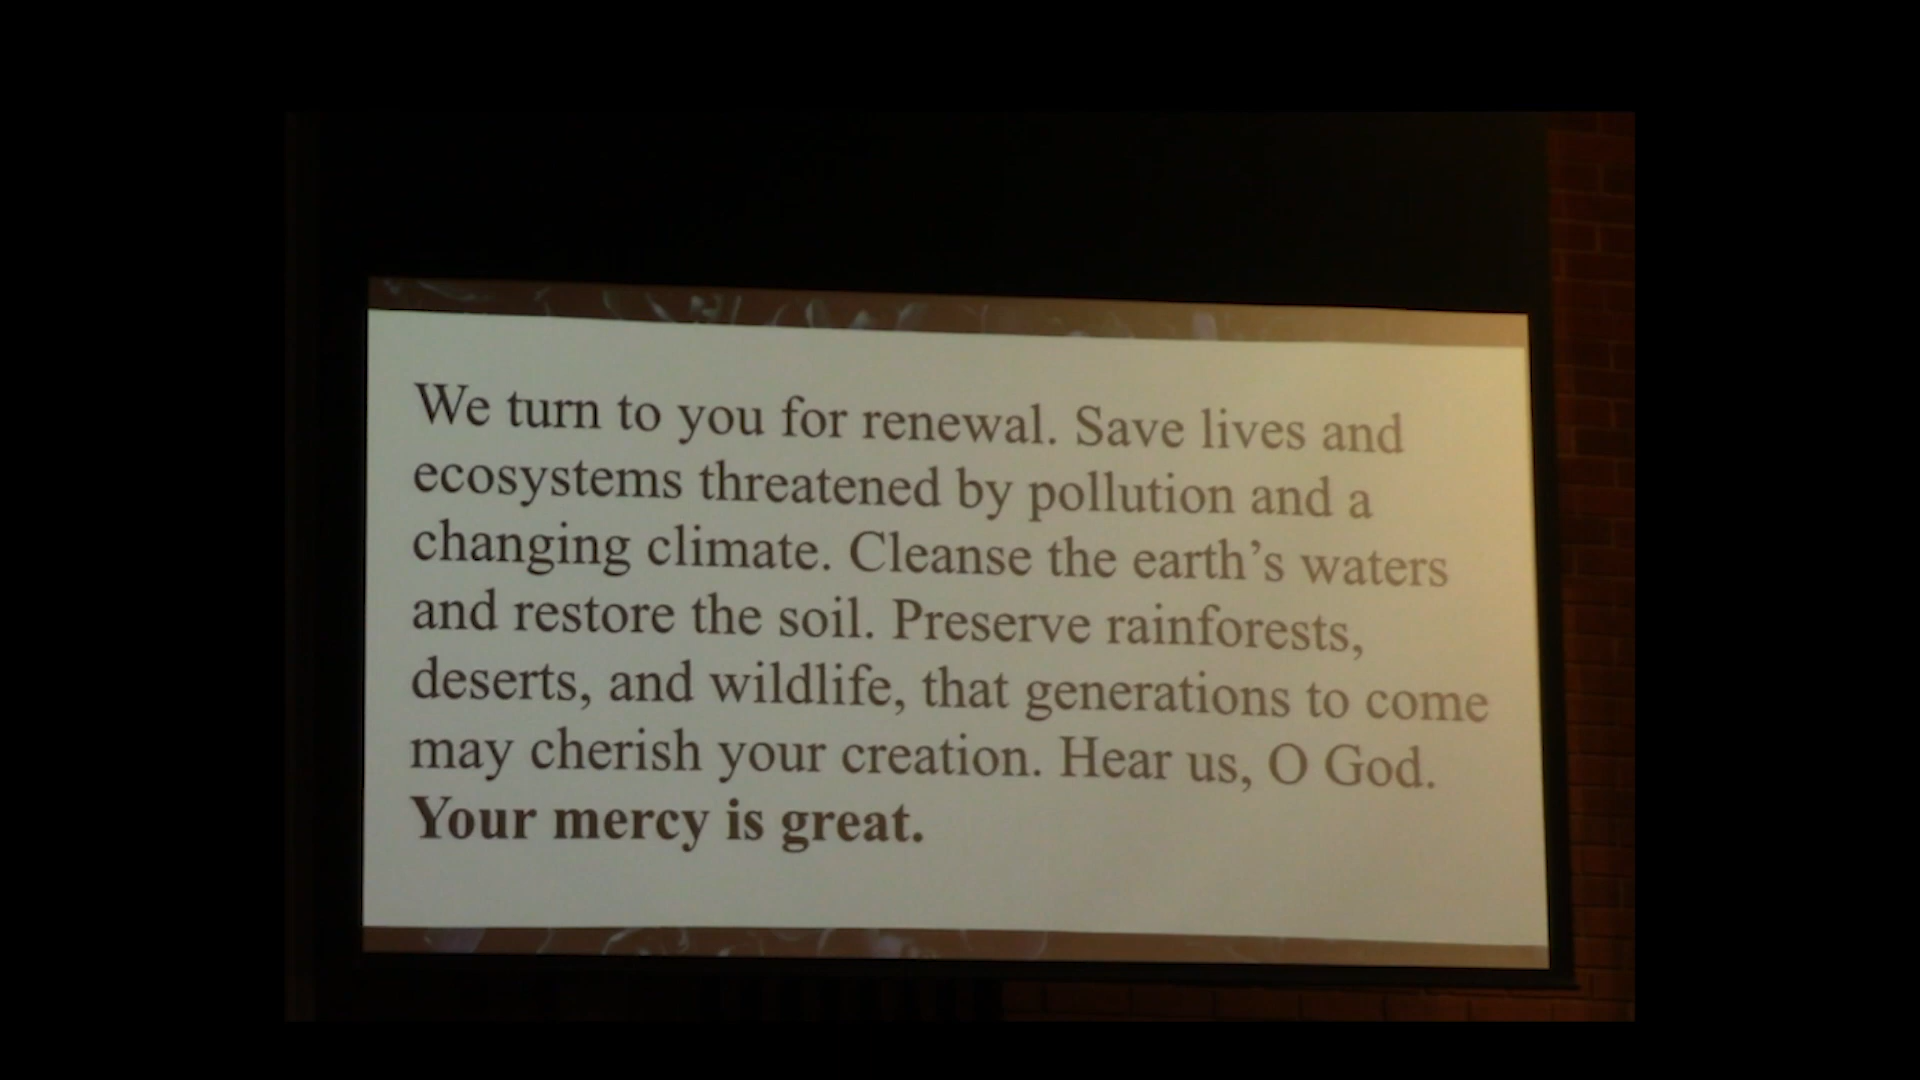 We turn to you for renewal. Save lives and
ecosystems threatened by pollution and a
changing climate. Cleanse the earth’s waters
and restore the soil. Preserve rainforests,
deserts, and wildlife, that generations to come
may cherish your creation. Hear us, O God.
Your mercy is great.